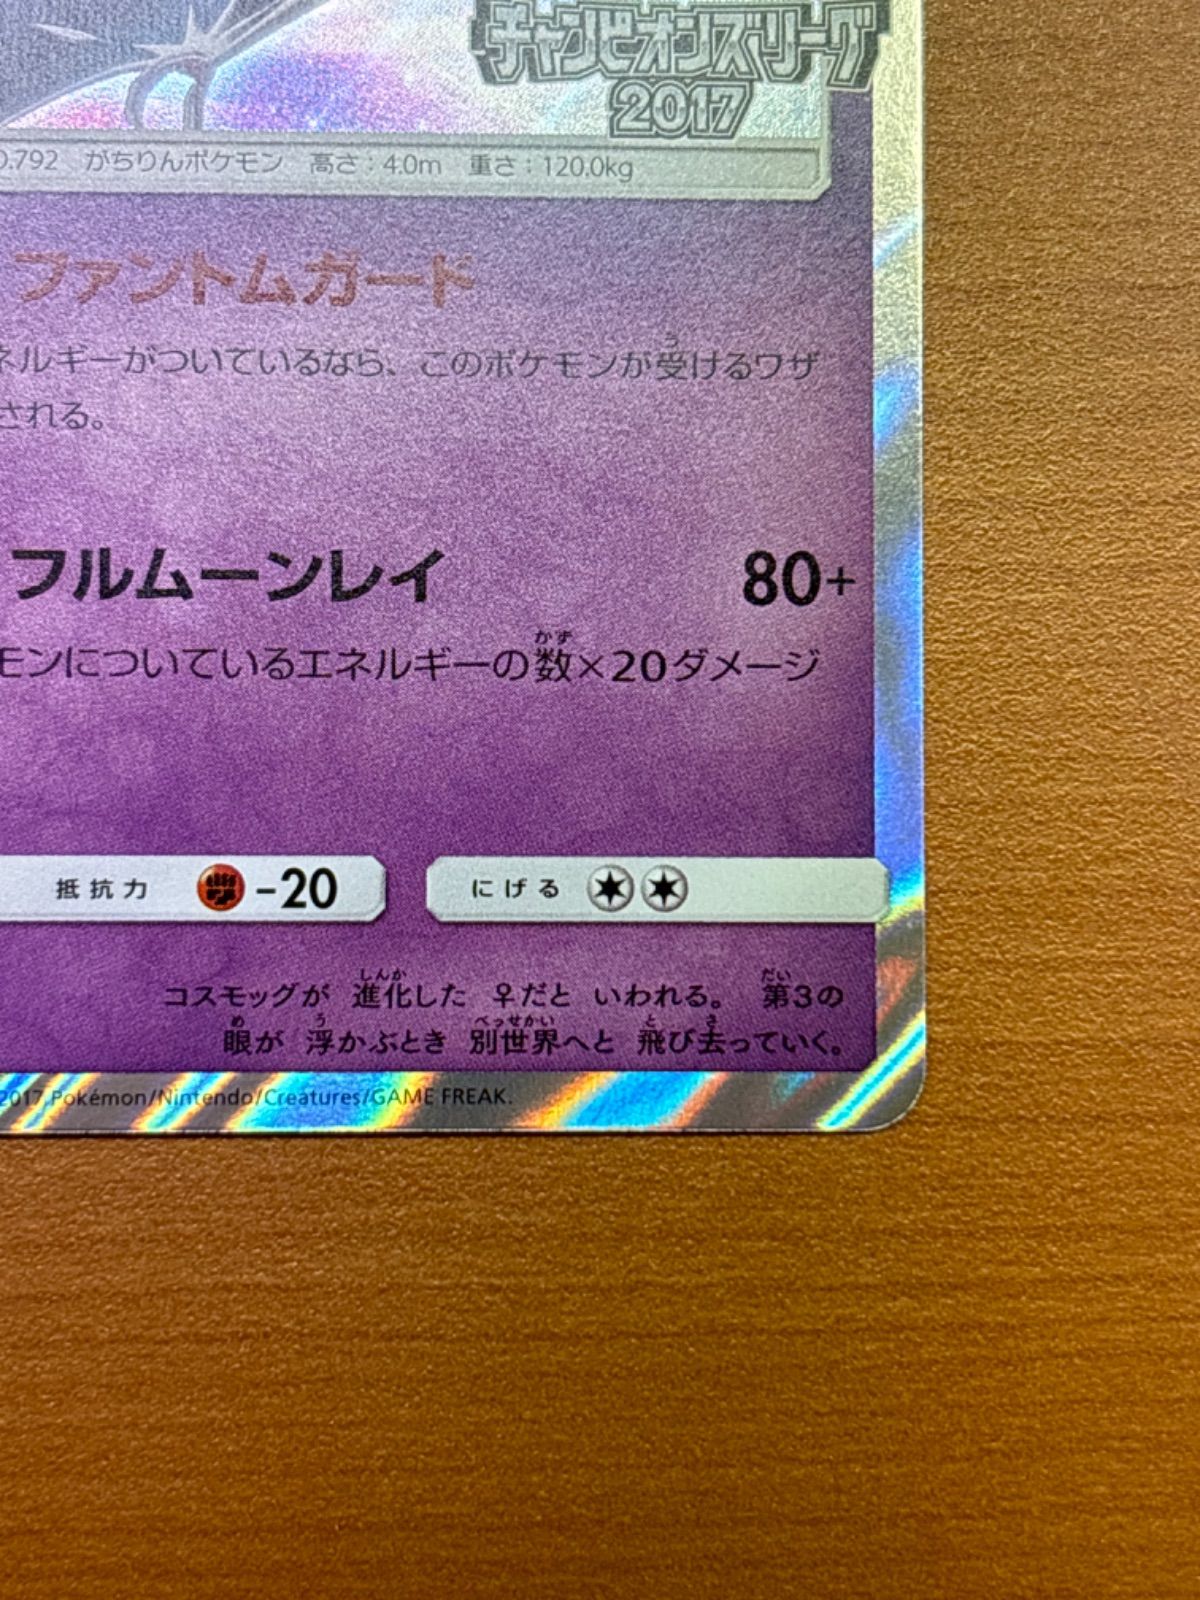 チャンピオンズリーグ
2017
.792 がちりんポケモン 高さ：4.0m 重さ：120.0kg
ファントムガード
ネルギーがついているなら、このポケモンが受けるワザ
される。
フルムーンレイ 80+
モンについているエネルギーの数×20ダメージ
抵抗力 −20 にげる
コスモッグが 進化した ♀だと いわれる。 第3の
眼が 浮かぶとき 別世界へと 飛び去っていく。
2017 Pokémon/Nintendo/Creatures/GAME FREAK.